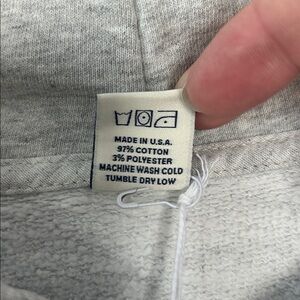 MADE IN U.S.A.
97% COTTON
3% POLYESTER
MACHINE WASH COLD
TUMBLE DRY LOW